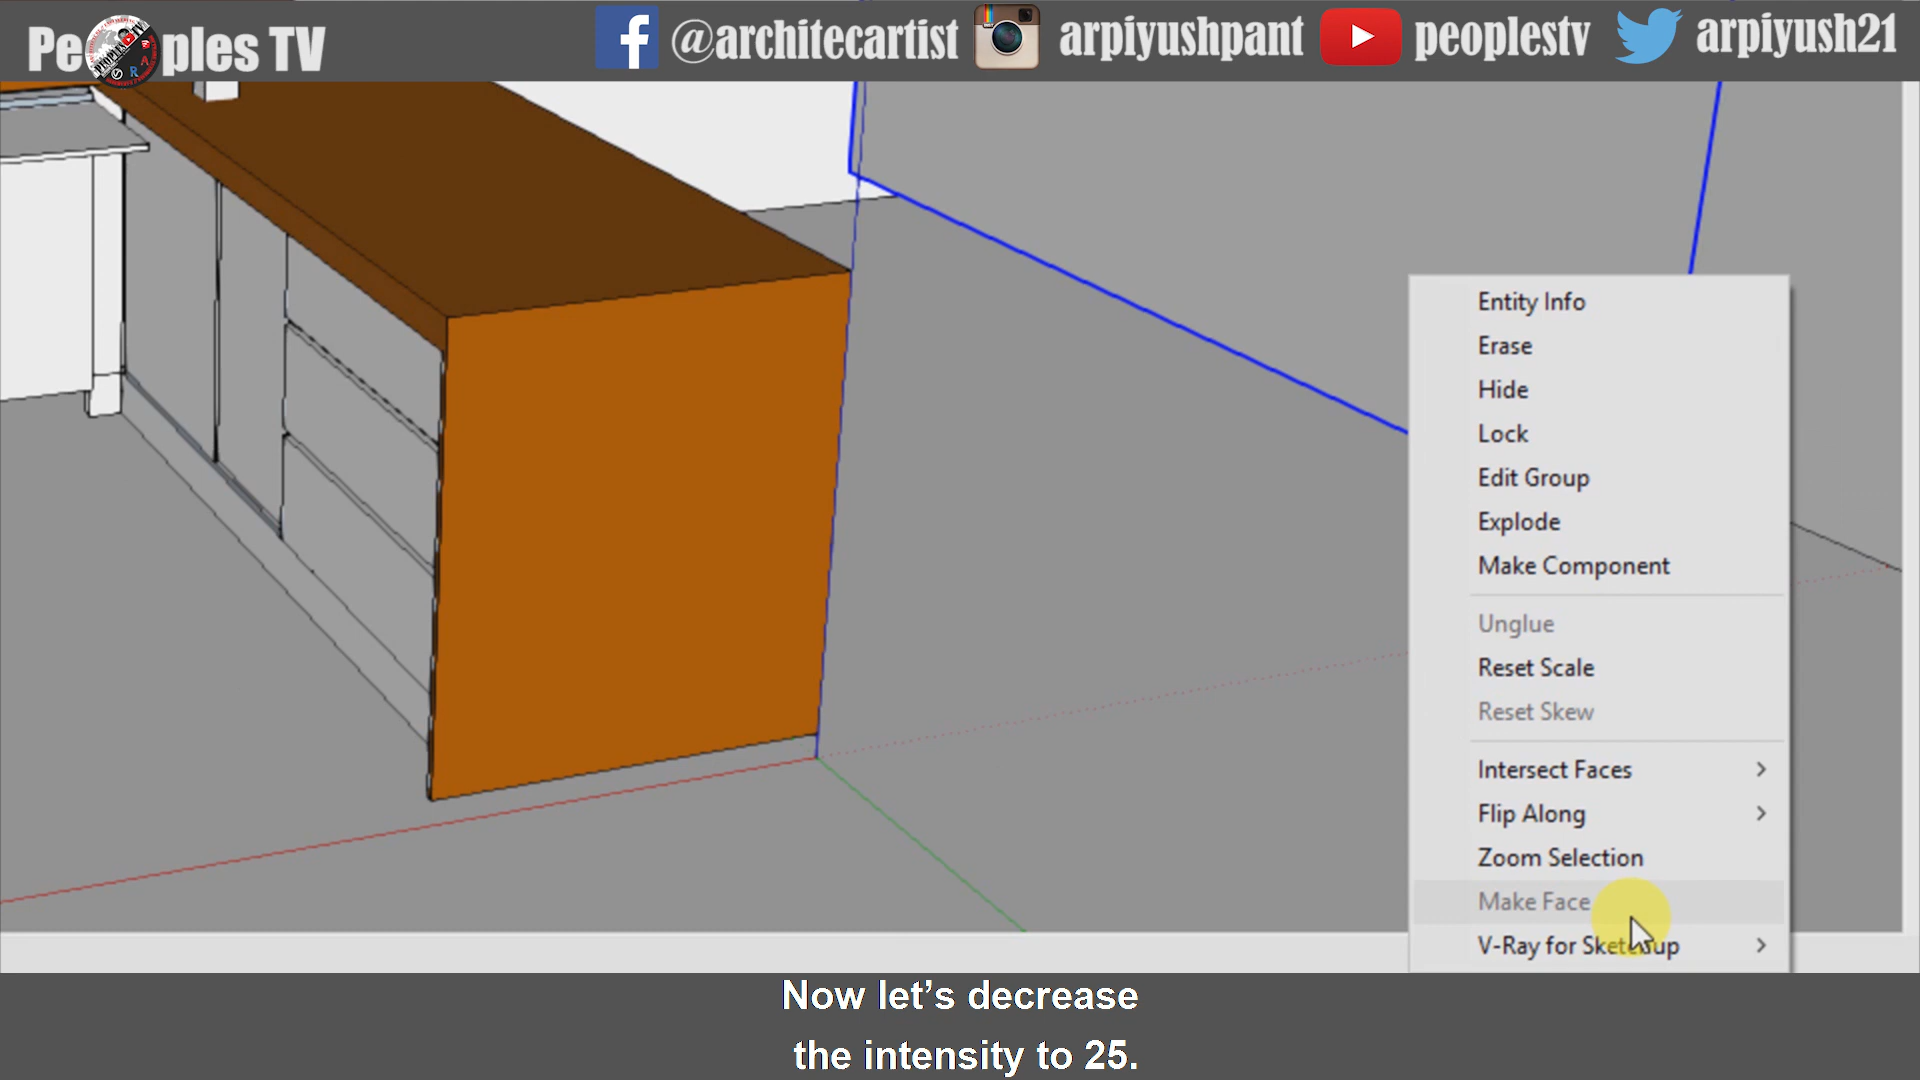 Peoples TV
@architecartist
arpiyushpant
peoplestv
arpiyush21
Entity Info
Erase
Hide
Lock
Edit Group
Explode
Make Component
Unglue
Reset Scale
Reset Skew
Intersect Faces
Flip Along
Zoom Selection
Make Face
V-Ray for Sketchup
Now let’s decrease
the intensity to 25.